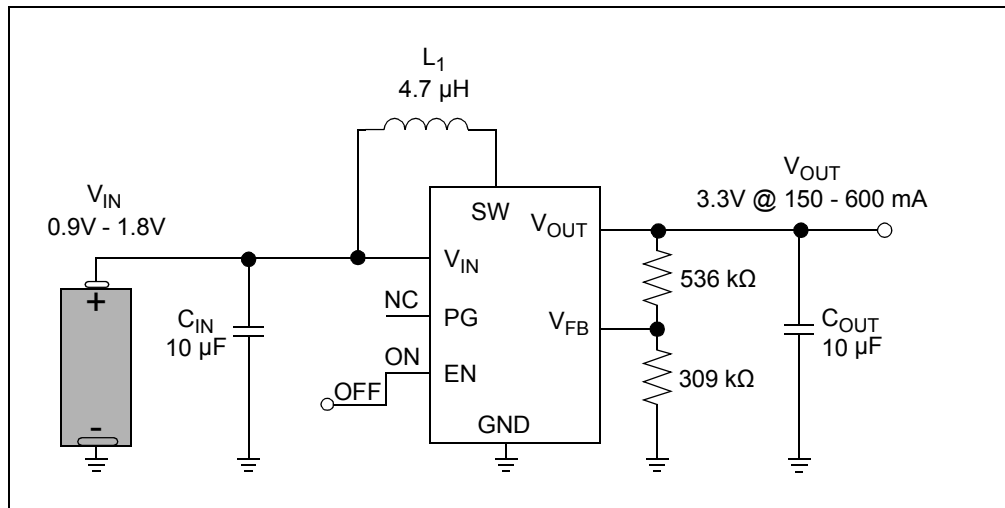 L1
4.7 µH
VIN
0.9V - 1.8V
VOUT
3.3V @ 150 - 600 mA
SW
VOUT
VIN
536 kΩ
+
CIN
10 µF
NC
PG
VFB
COUT
10 µF
ON
EN
OFF
309 kΩ
GND
-